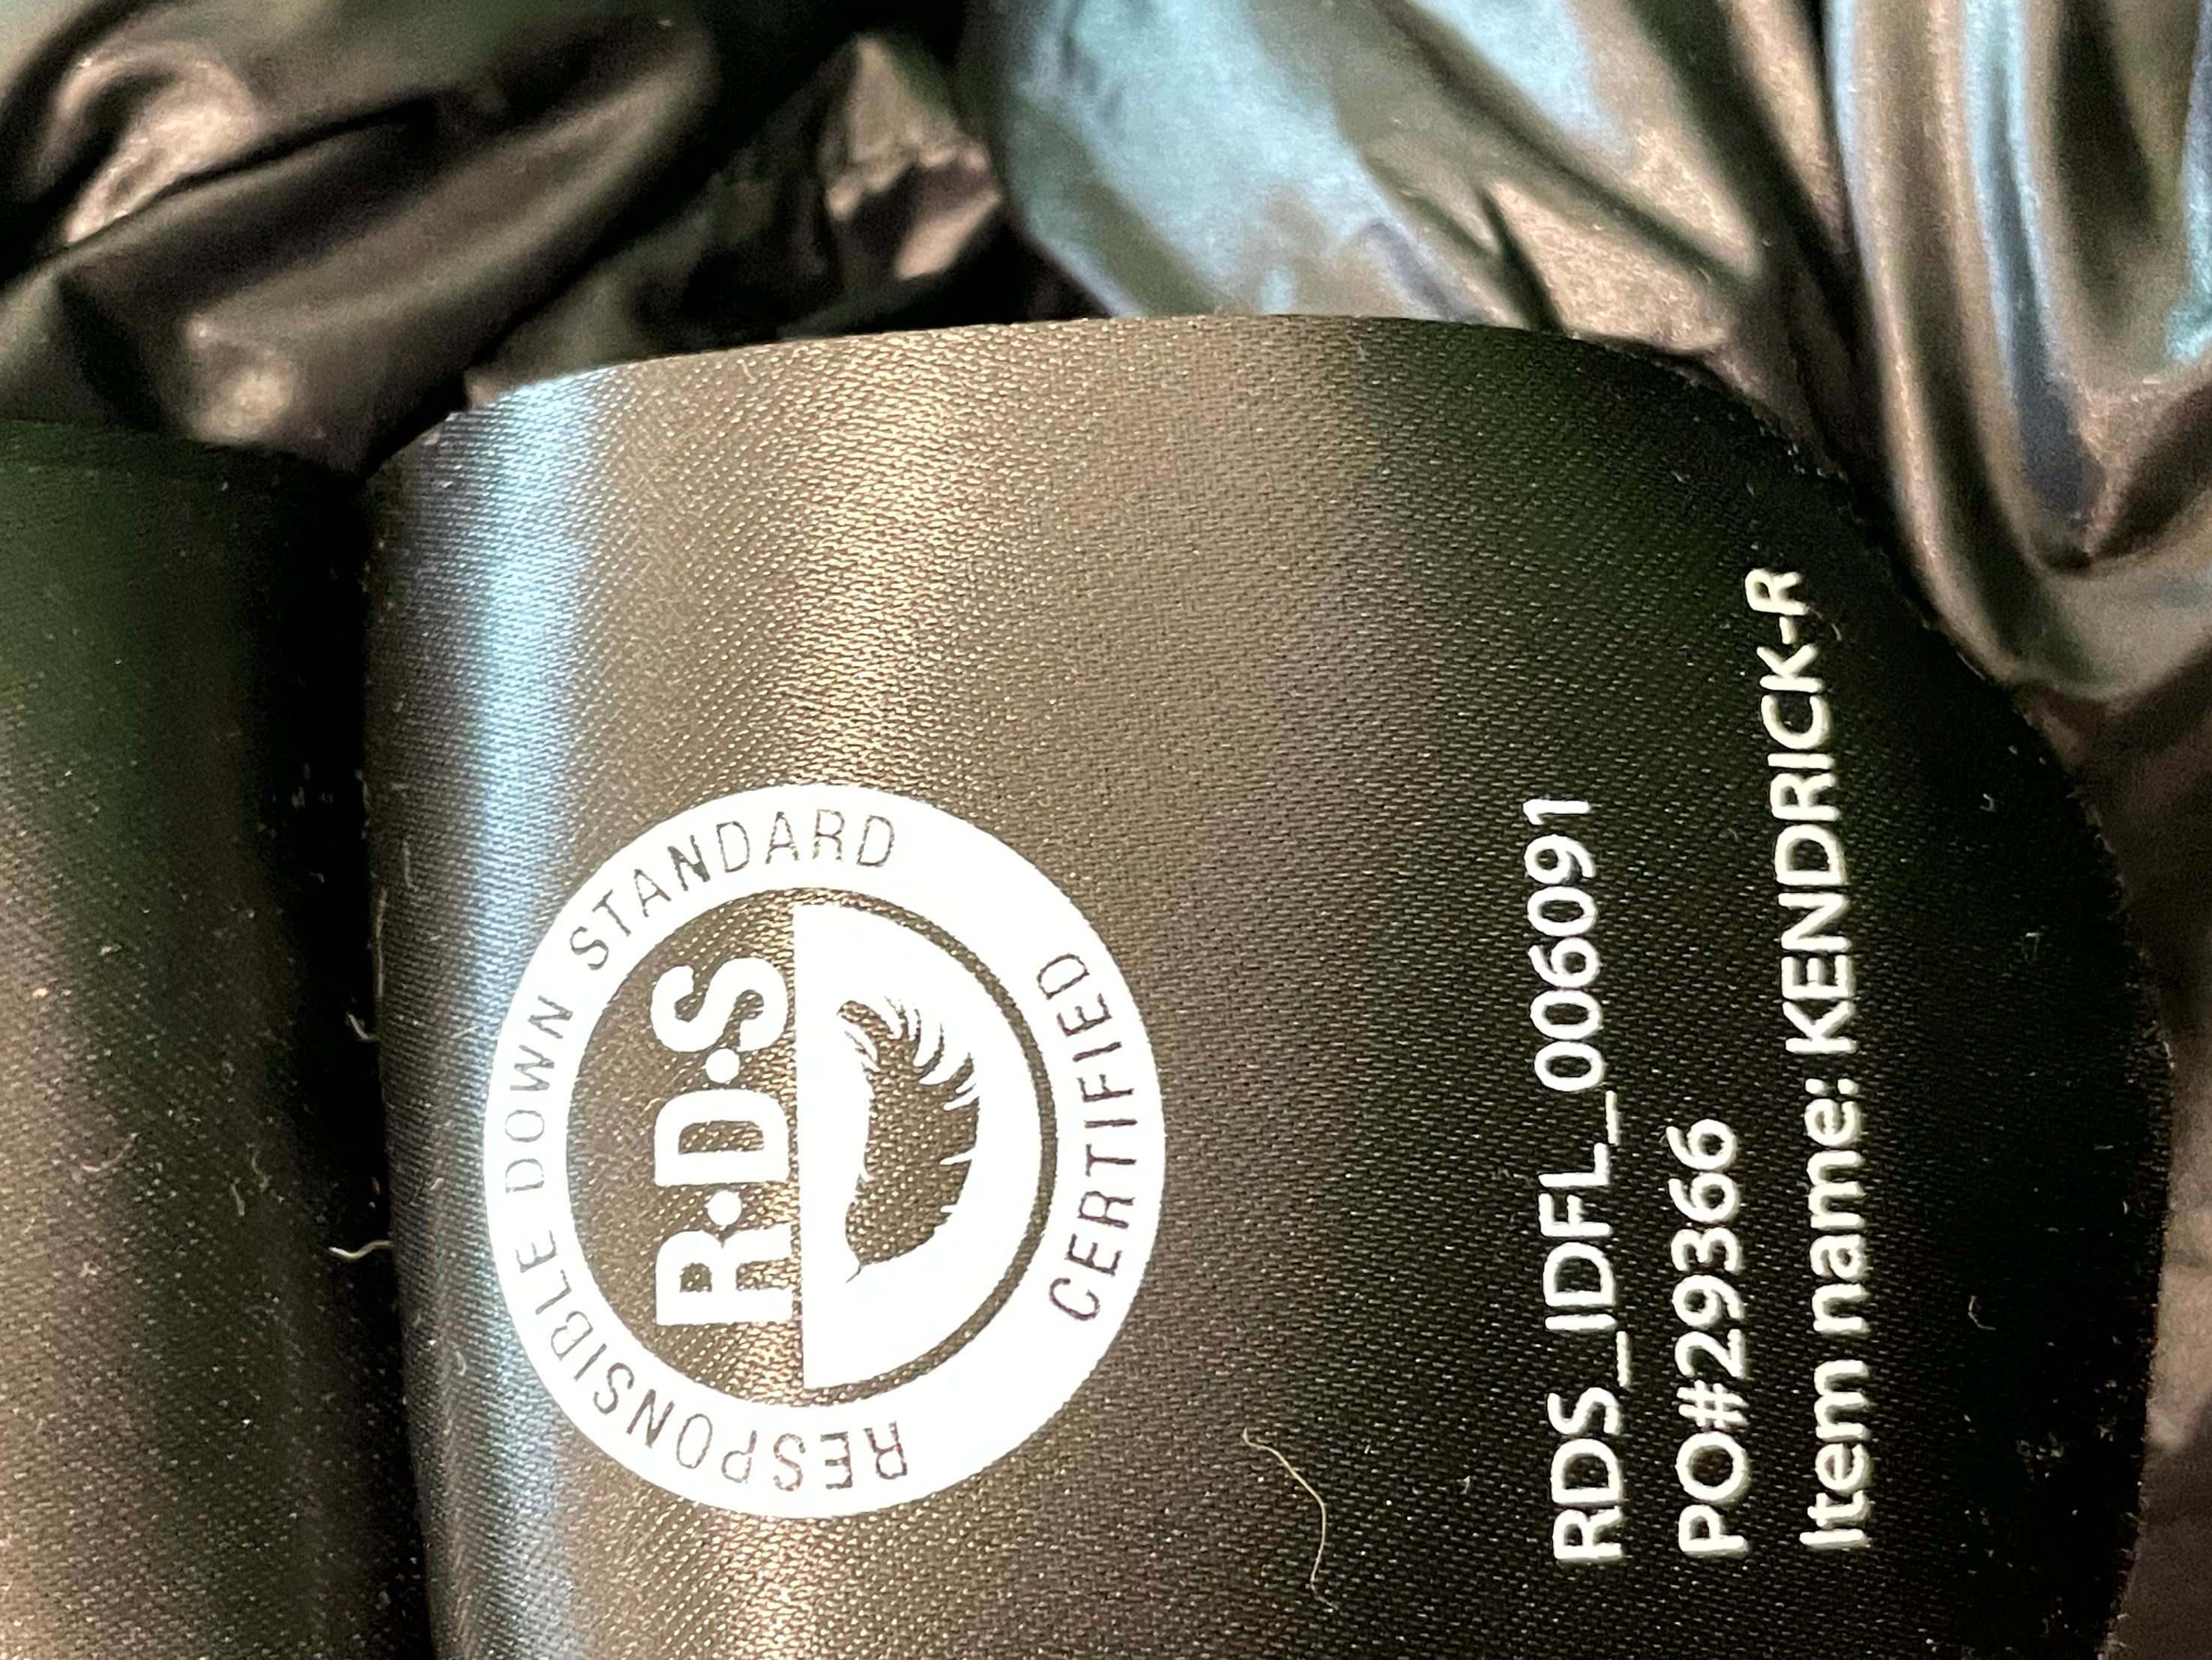 RESPONSIBLE DOWN STANDARD
R·D·S
CERTIFIED
RDS_IDFL_006091
PO#29366
Item name: KENDRICK-R